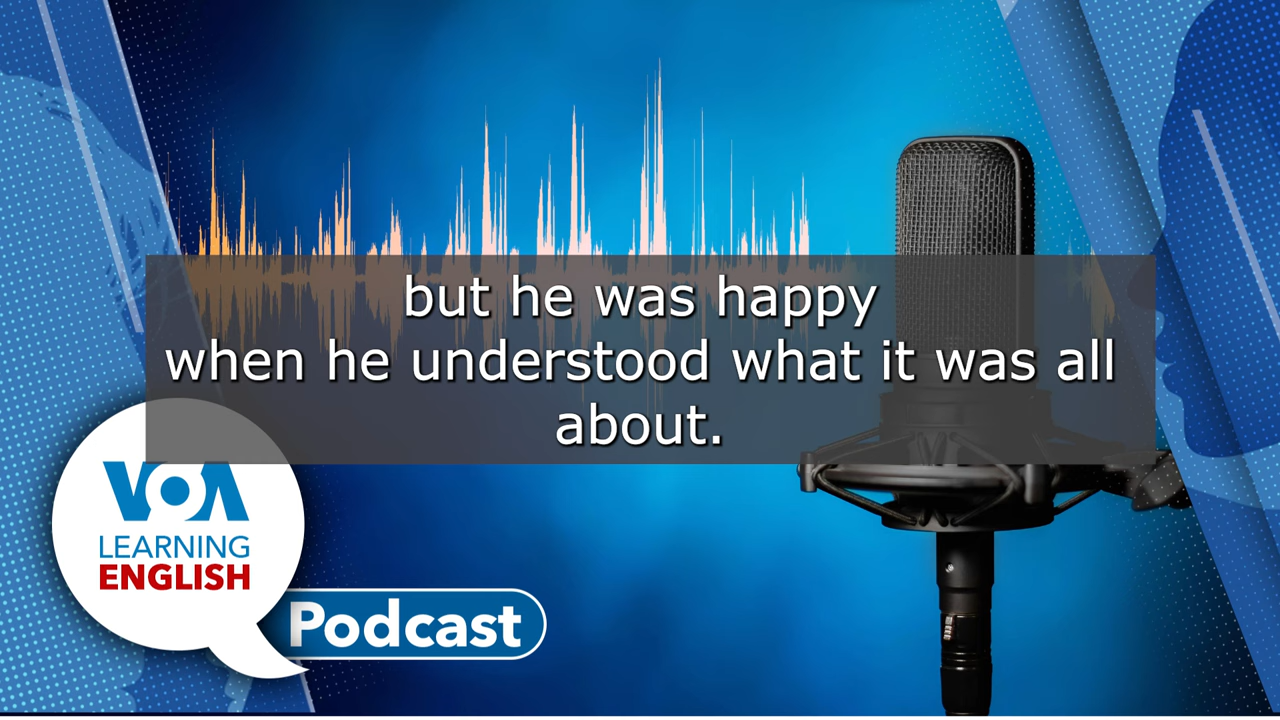 but he was happy
when he understood what it was all
about.
VOA
LEARNING
ENGLISH
Podcast